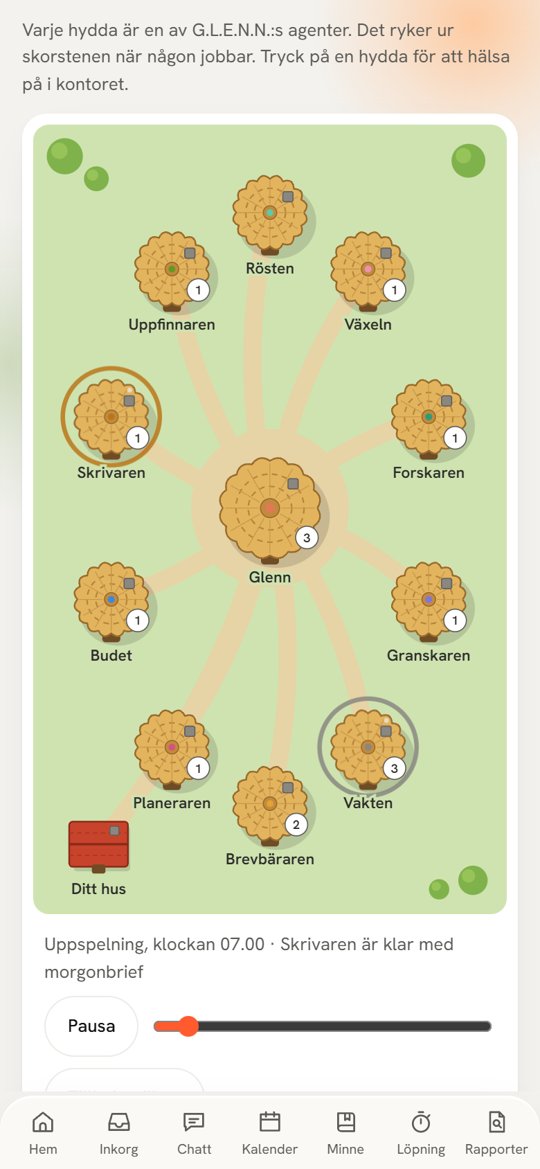 Varje hydda är en av G.L.E.N.N.:s agenter. Det ryker ur
skorstenen när någon jobbar. Tryck på en hydda för att hälsa
på i kontoret.
Rösten
1
Uppfinnaren
1
Växeln
1
Skrivaren
1
Forskaren
3
Glenn
1
Budet
1
Granskaren
1
Planeraren
3
Vakten
2
Brevbäraren
Ditt hus
Uppspelning, klockan 07.00 · Skrivaren är klar med
morgonbrief
Pausa
Hem
Inkorg
Chatt
Kalender
Minne
Löpning
Rapporter